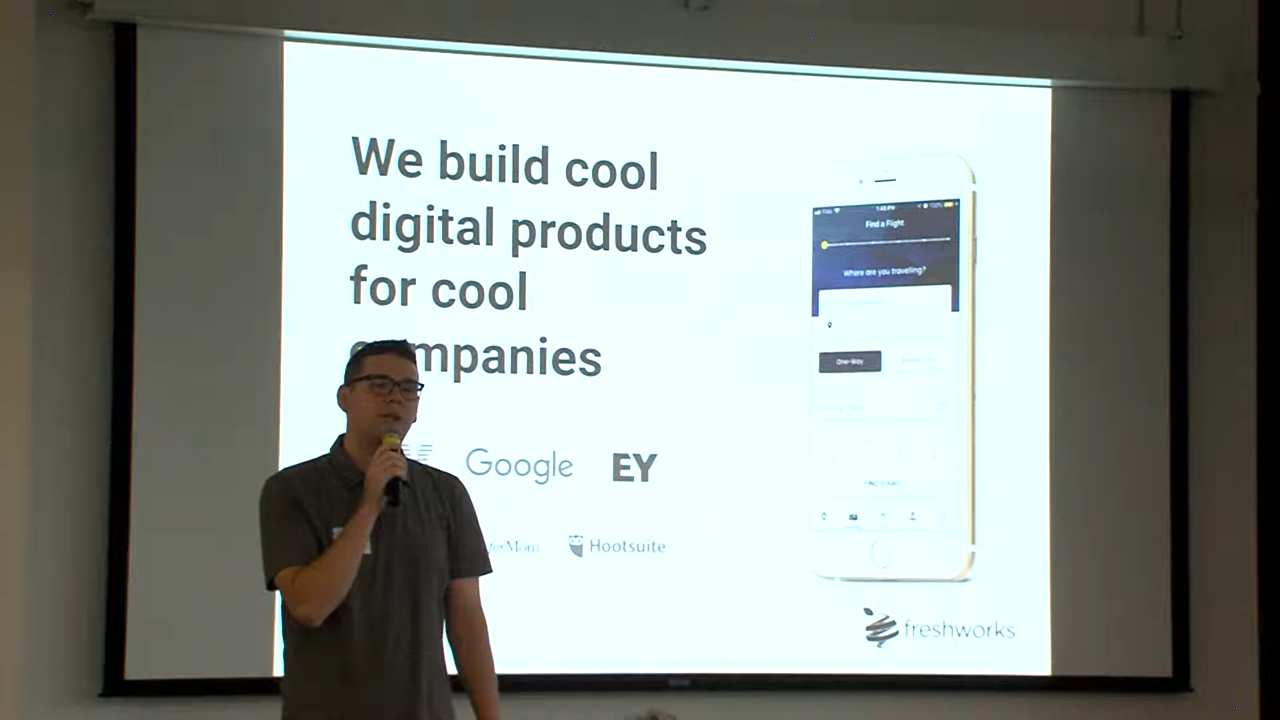 We build cool
digital products
for cool
companies
Google
EY
Hootsuite
freshworks
Find a Flight
Where are you travelling?
One-Way